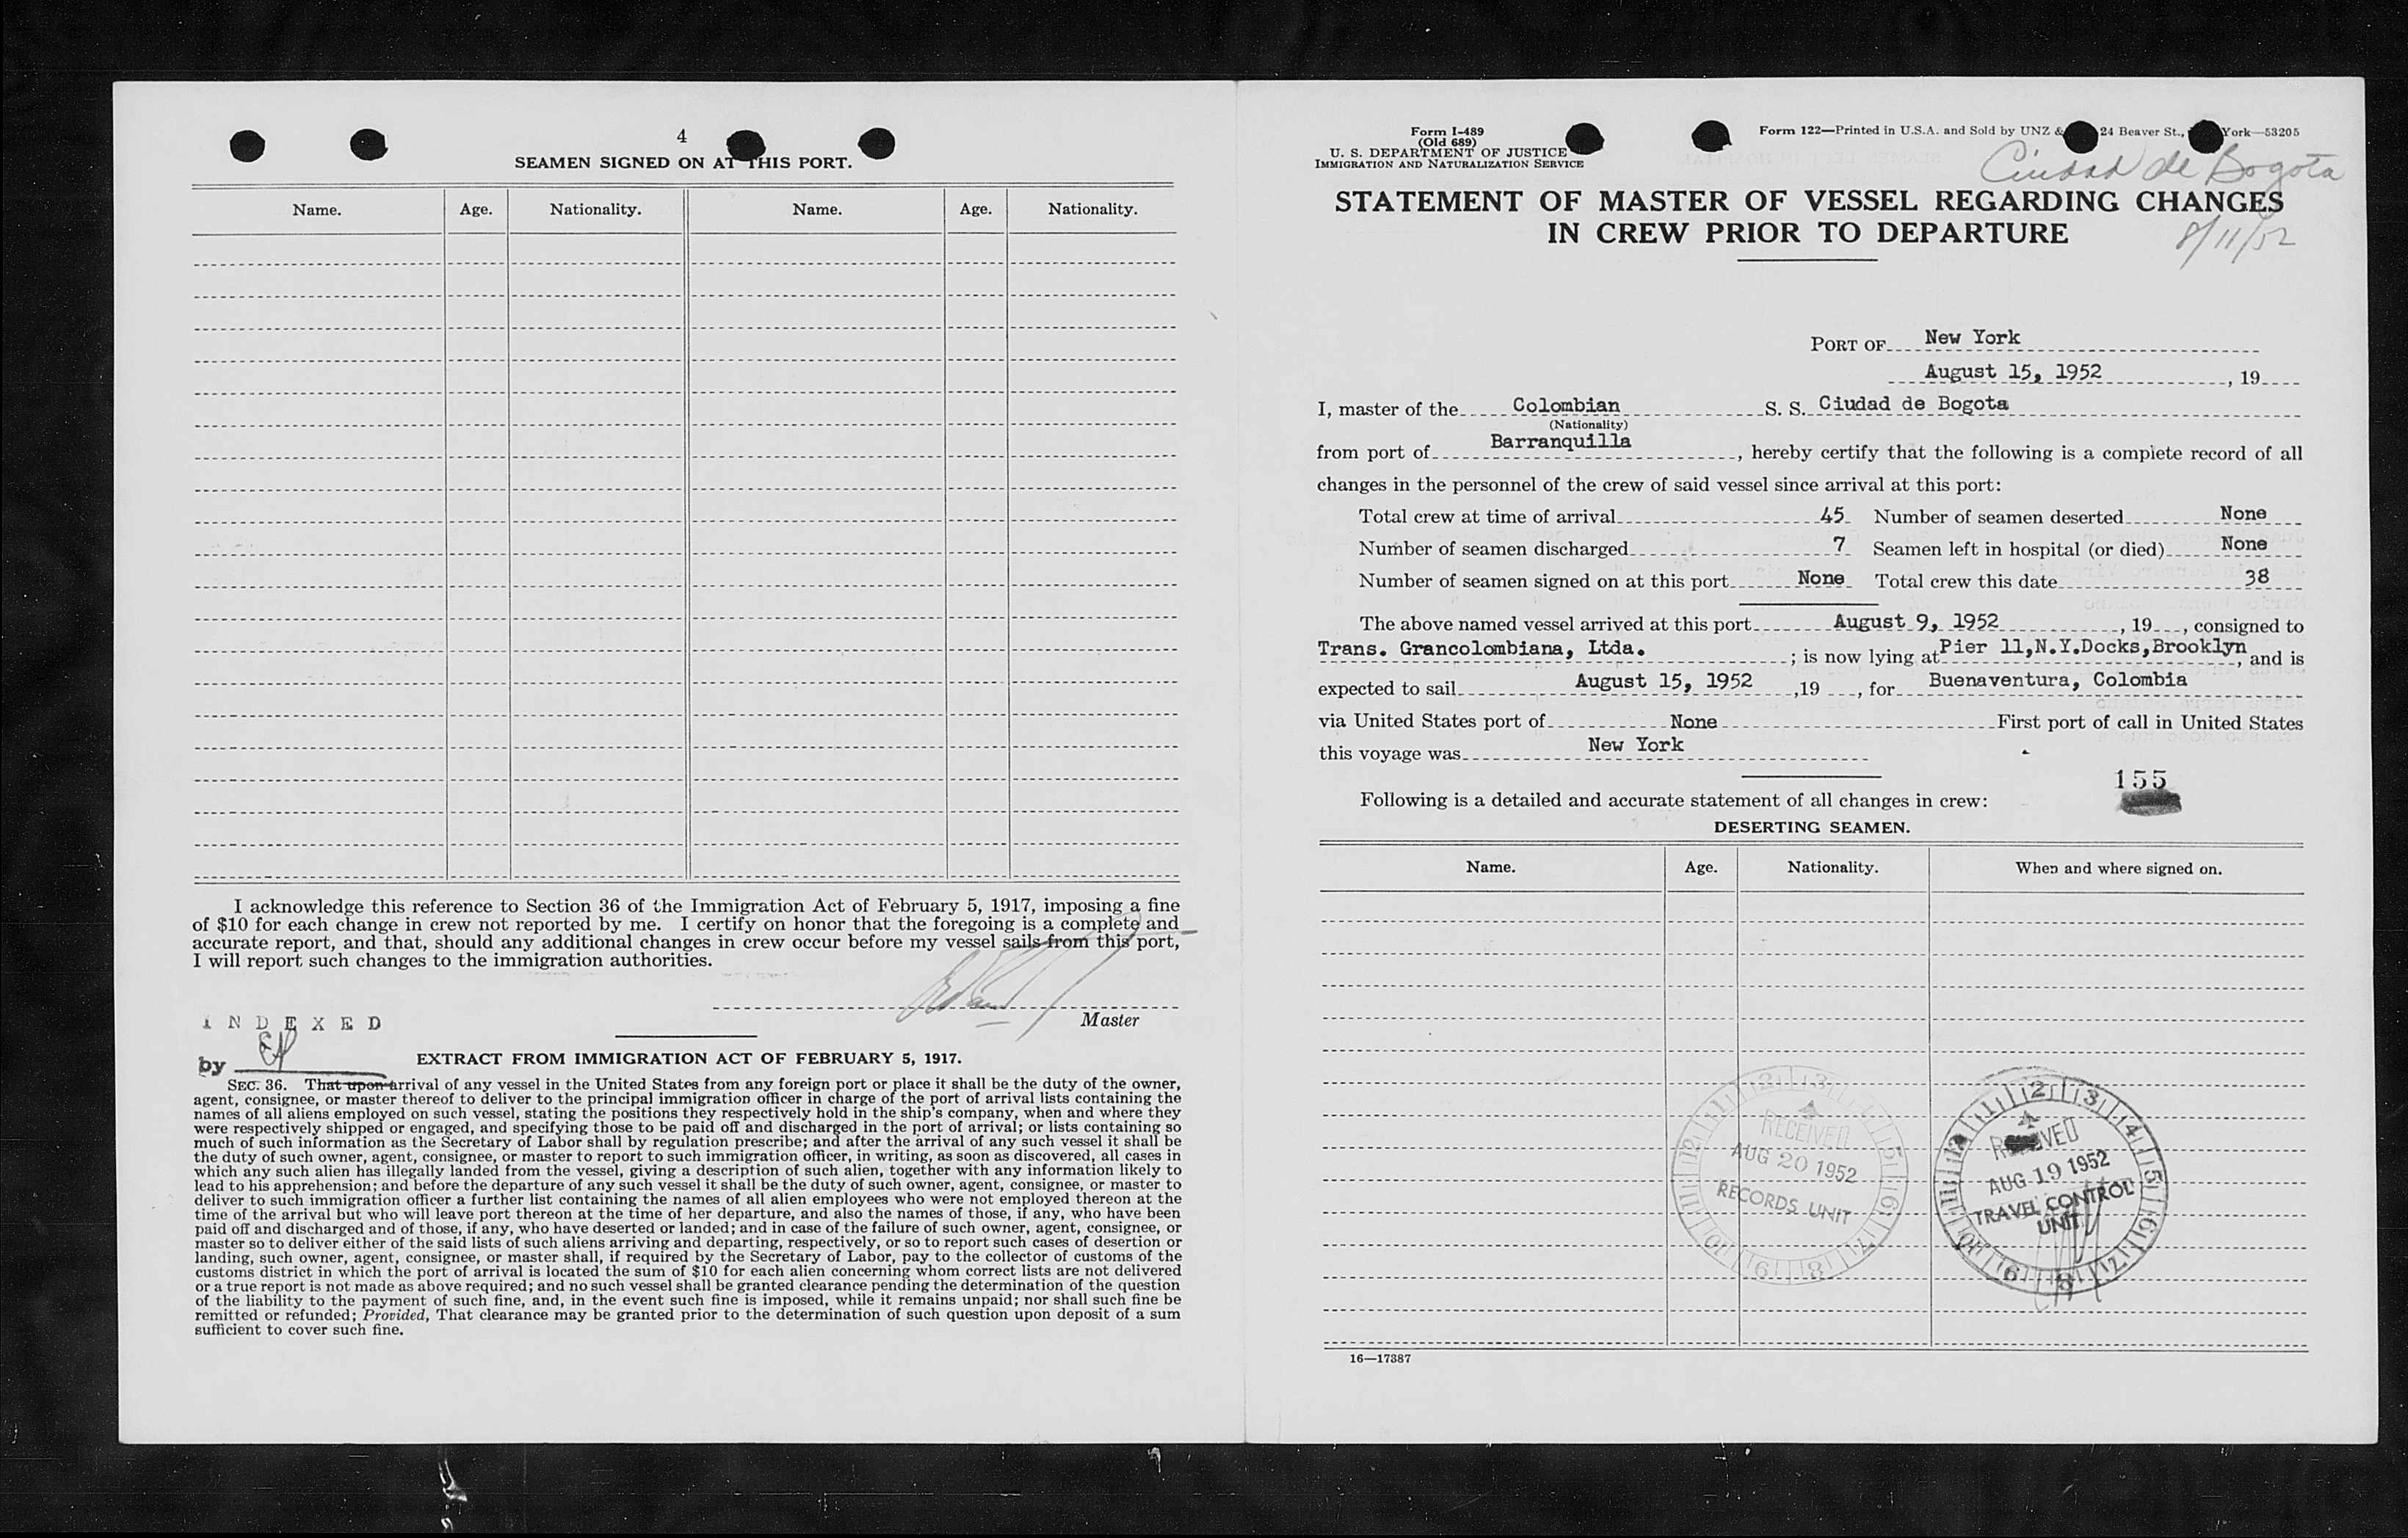 4
SEAMEN SIGNED ON AT THIS PORT.
Name. Age. Nationality. Name. Age. Nationality.
I acknowledge this reference to Section 36 of the Immigration Act of February 5, 1917, imposing a fine
of $10 for each change in crew not reported by me. I certify on honor that the foregoing is a complete and
accurate report, and that, should any additional changes in crew occur before my vessel sails from this port,
I will report such changes to the immigration authorities.
Master
INDEXED
by
EXTRACT FROM IMMIGRATION ACT OF FEBRUARY 5, 1917.
SEC. 36. That upon arrival of any vessel in the United States from any foreign port or place it shall be the duty of the owner,
agent, consignee, or master thereof to deliver to the principal immigration officer in charge of the port of arrival lists containing the
names of all aliens employed on such vessel, stating the positions they respectively hold in the ship's company, when and where they
were respectively shipped or engaged, and specifying those to be paid off and discharged in the port of arrival; or lists containing so
much of such information as the Secretary of Labor shall by regulation prescribe; and after the arrival of any such vessel it shall be
the duty of such owner, agent, consignee, or master to report to such immigration officer, in writing, as soon as discovered, all cases in
which any such alien has illegally landed from the vessel, giving a description of such alien, together with any information likely to
lead to his apprehension; and before the departure of any such vessel it shall be the duty of such owner, agent, consignee, or master to
deliver to such immigration officer a further list containing the names of all alien employees who were not employed thereon at the
time of the arrival but who will leave port thereon at the time of her departure, and also the names of those, if any, who have been
paid off and discharged and of those, if any, who have deserted or landed; and in case of the failure of such owner, agent, consignee, or
master so to deliver either of the said lists of such aliens arriving and departing, respectively, or so to report such cases of desertion or
landing, such owner, agent, consignee, or master shall, if required by the Secretary of Labor, pay to the collector of customs of the
customs district in which the port of arrival is located the sum of $10 for each alien concerning whom correct lists are not delivered
or a true report is not made as above required; and no such vessel shall be granted clearance pending the determination of the question
of the liability to the payment of such fine, and, in the event such fine is imposed, while it remains unpaid; nor shall such fine be
remitted or refunded; Provided, That clearance may be granted prior to the determination of such question upon deposit of a sum
sufficient to cover such fine.
Form I-489
(Old 689)
U. S. DEPARTMENT OF JUSTICE
IMMIGRATION AND NATURALIZATION SERVICE
Form 122—Printed in U.S.A. and Sold by UNZ & 24 Beaver St., York—53205
Ciudad de Bogota
STATEMENT OF MASTER OF VESSEL REGARDING CHANGES
IN CREW PRIOR TO DEPARTURE
8/11/52
PORT OF New York
August 15, 1952, 19
I, master of the Colombian S. S. Ciudad de Bogota
(Nationality)
from port of Barranquilla, hereby certify that the following is a complete record of all
changes in the personnel of the crew of said vessel since arrival at this port:
Total crew at time of arrival 45 Number of seamen deserted None
Number of seamen discharged 7 Seamen left in hospital (or died) None
Number of seamen signed on at this port None Total crew this date 38
The above named vessel arrived at this port August 9, 1952, 19, consigned to
Trans. Grancolombiana, Ltda.; is now lying at Pier 11,N.Y.Docks,Brooklyn, and is
expected to sail August 15, 1952, 19, for Buenaventura, Colombia
via United States port of None First port of call in United States
this voyage was New York
155
Following is a detailed and accurate statement of all changes in crew:
DESERTING SEAMEN.
Name. Age. Nationality. When and where signed on.
RECEIVED
AUG 20 1952
RECORDS UNIT
RECEIVED
AUG 19 1952
TRAVEL CONTROL
UNIT
16—17387